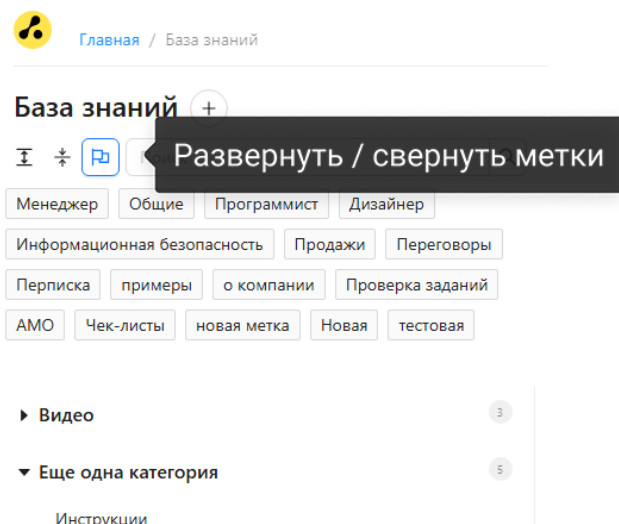 Главная / База знаний
База знаний +
Развернуть / свернуть метки
Менеджер Общие Программист Дизайнер
Информационная безопасность Продажи Переговоры
Перписка примеры о компании Проверка заданий
АМО Чек-листы новая метка Новая тестовая
Видео 3
Еще одна категория 5
Инструкции